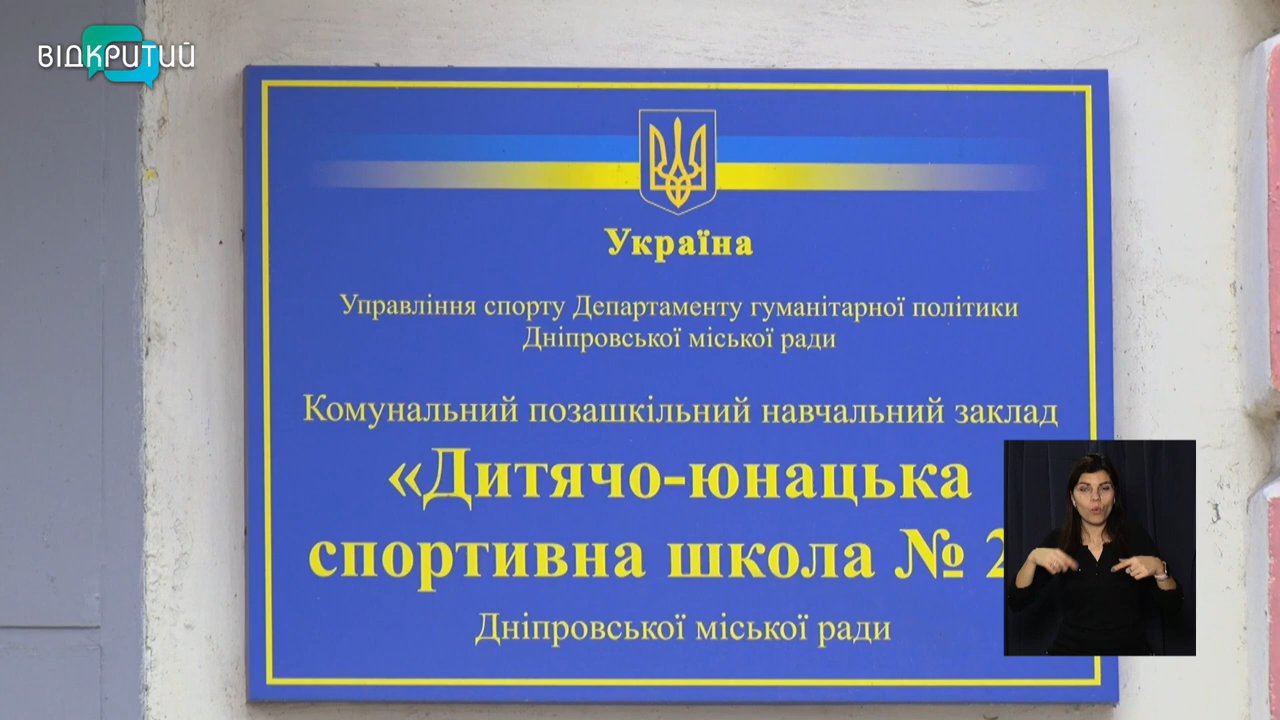 ВІДКРИТИЙ
Україна
Управління спорту Департаменту гуманітарної політики
Дніпровської міської ради
Комунальний позашкільний навчальний заклад
«Дитячо-юнацька
спортивна школа №
Дніпровської міської ради